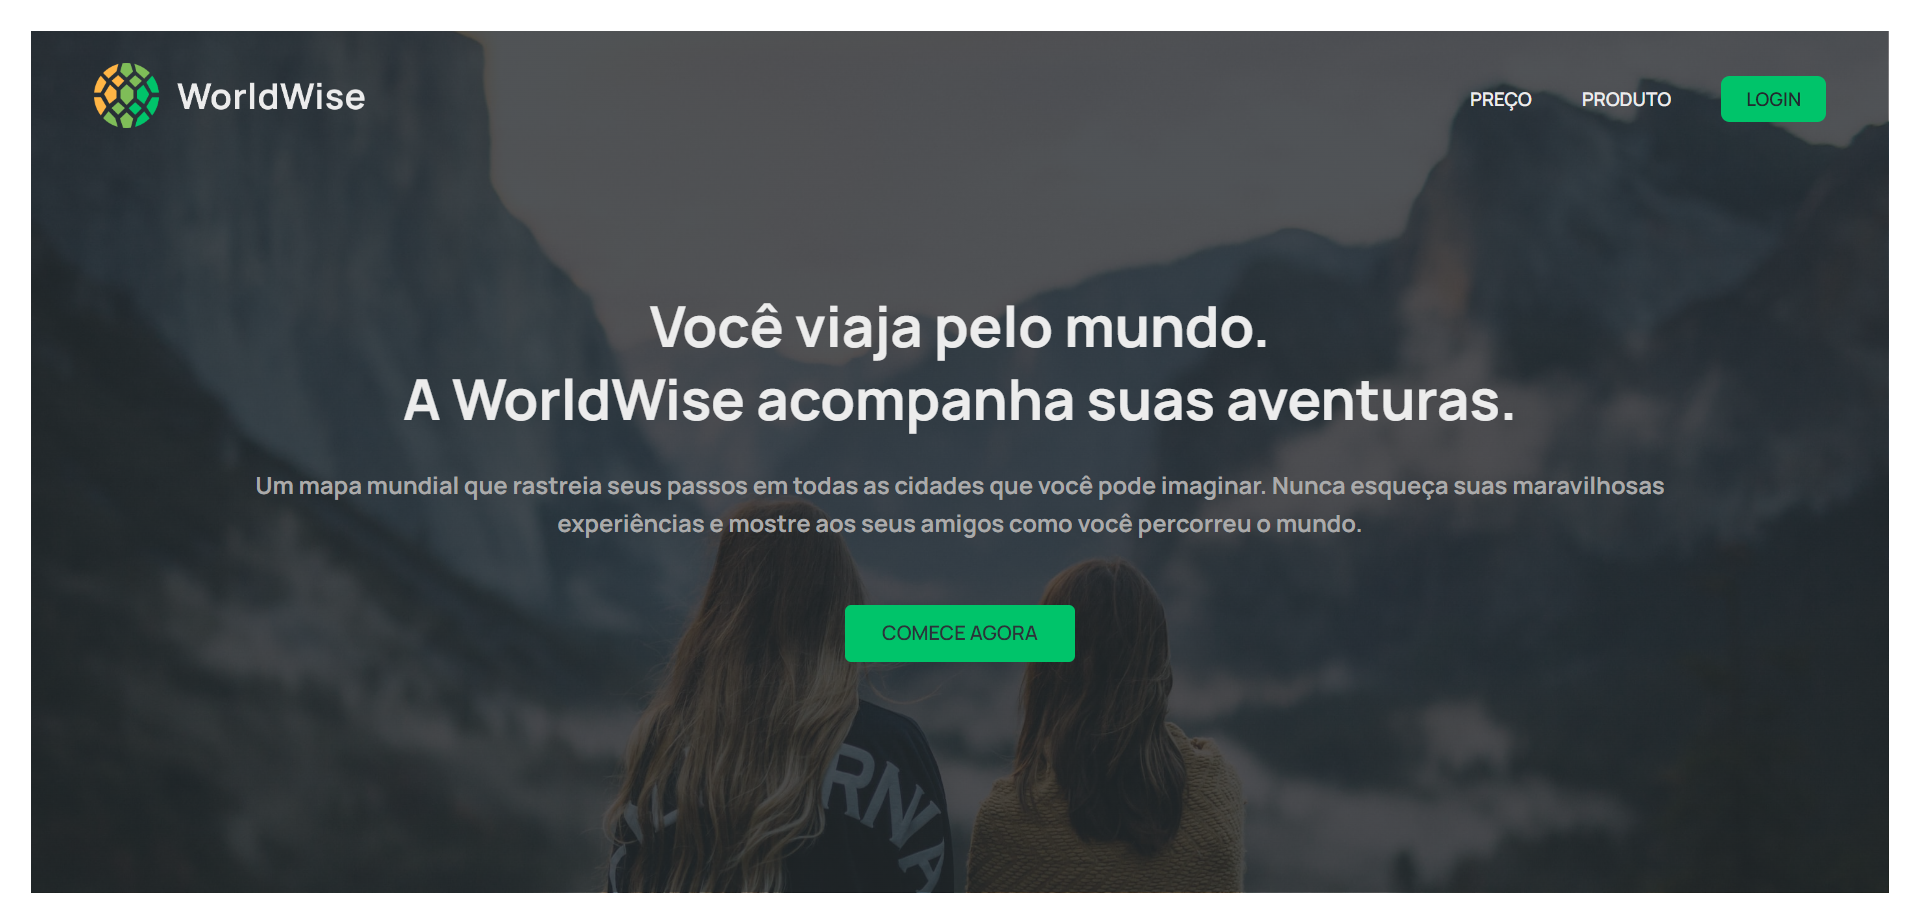 WorldWise
PREÇO
PRODUTO
LOGIN
Você viaja pelo mundo.
A WorldWise acompanha suas aventuras.
Um mapa mundial que rastreia seus passos em todas as cidades que você pode imaginar. Nunca esqueça suas maravilhosas
experiências e mostre aos seus amigos como você percorreu o mundo.
COMECE AGORA
RNA